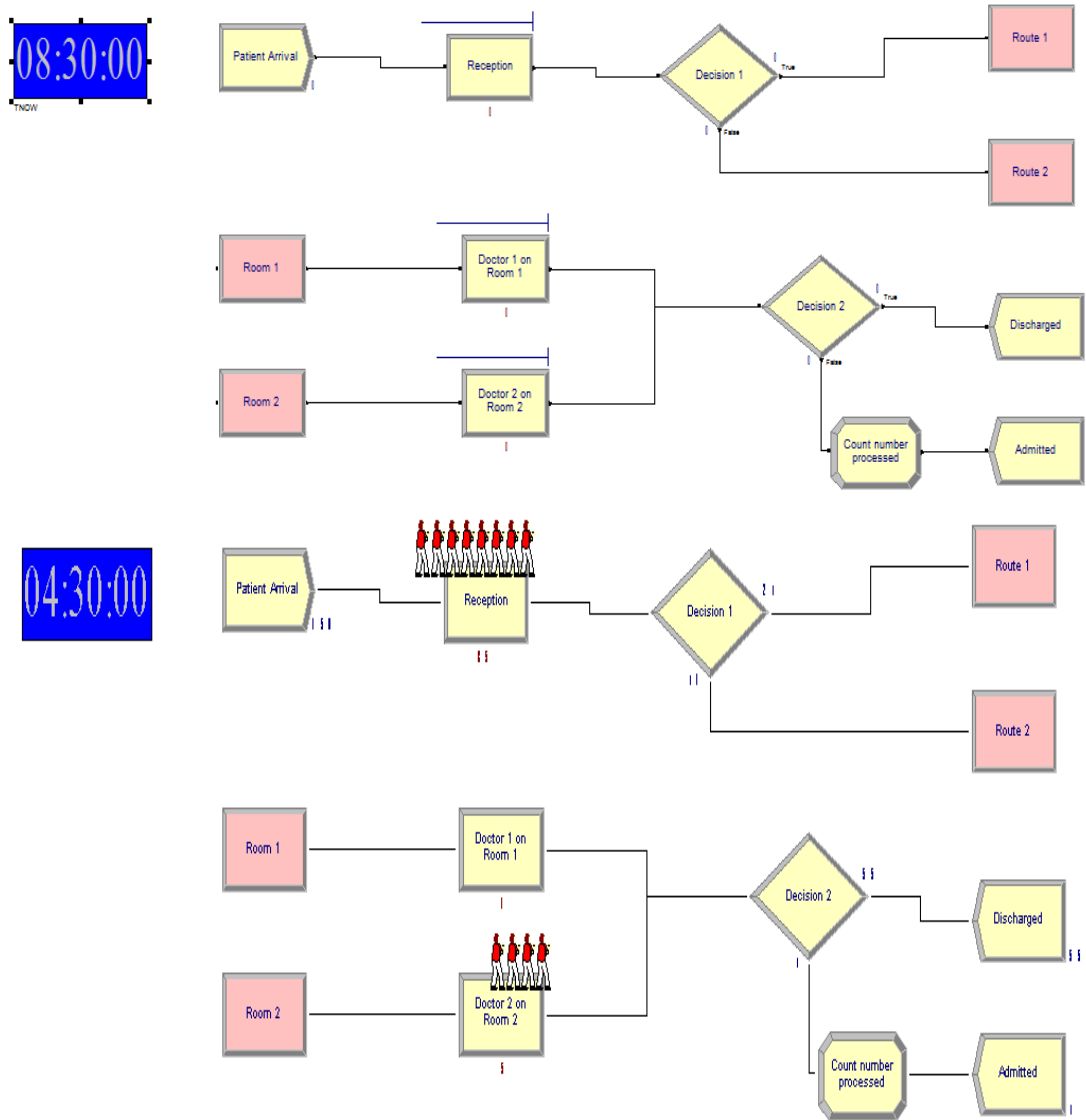 08:30:00
TNOW
Patient Arrival
Reception
Decision 1
True
False
Route 1
Route 2
Room 1
Doctor 1 on
Room 1
Decision 2
True
False
Discharged
Room 2
Doctor 2 on
Room 2
Count number
processed
Admitted
04:30:00
Patient Arrival
Reception
Decision 1
Route 1
Route 2
Room 1
Doctor 1 on
Room 1
Decision 2
Discharged
Room 2
Doctor 2 on
Room 2
Count number
processed
Admitted